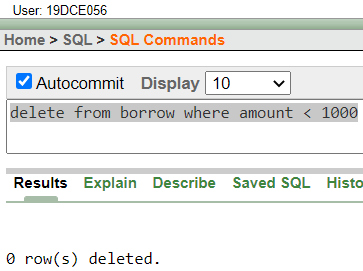 User: 19DCE056
Home > SQL > SQL Commands
Autocommit Display 10
delete from borrow where amount < 1000
Results Explain Describe Saved SQL Histo
0 row(s) deleted.